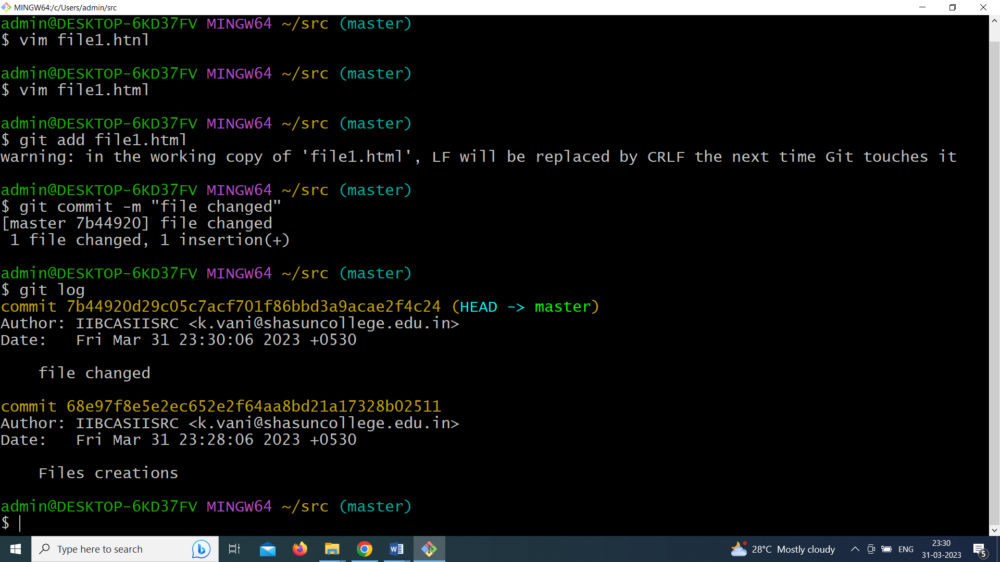 MINGW64:/c/Users/admin/src
admin@DESKTOP-6KD37FV MINGW64 ~/src (master)
$ vim file1.htnl
admin@DESKTOP-6KD37FV MINGW64 ~/src (master)
$ vim file1.html
admin@DESKTOP-6KD37FV MINGW64 ~/src (master)
$ git add file1.html
warning: in the working copy of 'file1.html', LF will be replaced by CRLF the next time Git touches it
admin@DESKTOP-6KD37FV MINGW64 ~/src (master)
$ git commit -m "file changed"
[master 7b44920] file changed
 1 file changed, 1 insertion(+)
admin@DESKTOP-6KD37FV MINGW64 ~/src (master)
$ git log
commit 7b44920d29c05c7acf701f86bbd3a9acae2f4c24 (HEAD -> master)
Author: IIBCASIISRC <k.vani@shasuncollege.edu.in>
Date:   Fri Mar 31 23:30:06 2023 +0530
    file changed
commit 68e97f8e5e2ec652e2f64aa8bd21a17328b02511
Author: IIBCASIISRC <k.vani@shasuncollege.edu.in>
Date:   Fri Mar 31 23:28:06 2023 +0530
    Files creations
admin@DESKTOP-6KD37FV MINGW64 ~/src (master)
$
Type here to search
28°C Mostly cloudy
ENG
23:30
31-03-2023
5